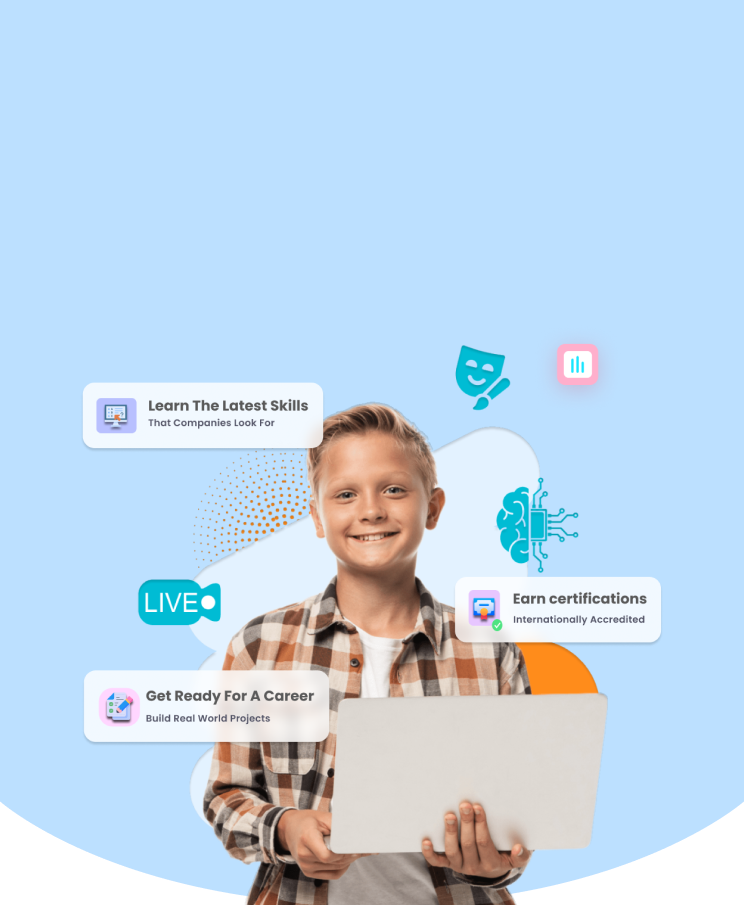 Learn The Latest Skills
That Companies Look For
Earn certifications
Internationally Accredited
LIVE
Get Ready For A Career
Build Real World Projects